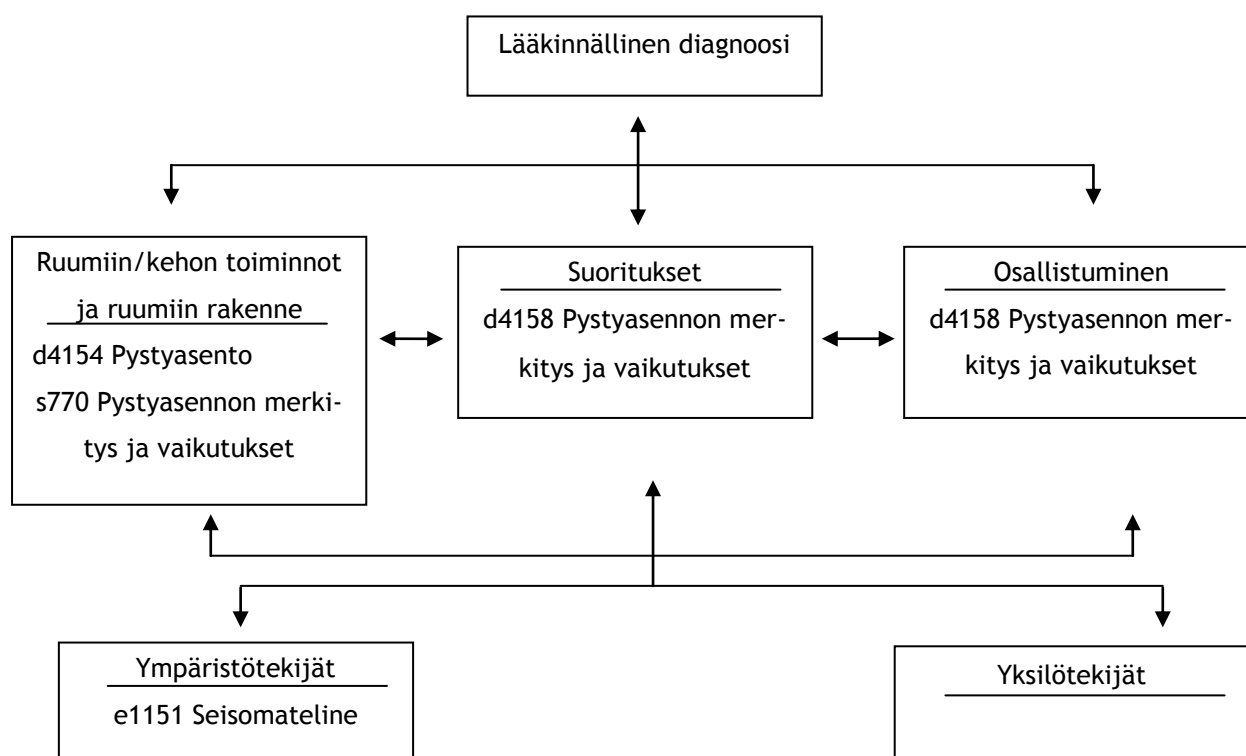 Lääkinnällinen diagnoosi
Ruumiin/kehon toiminnot
ja ruumiin rakenne
d4154 Pystyasento
s770 Pystyasennon merki-
tys ja vaikutukset
Suoritukset
d4158 Pystyasennon mer-
kitys ja vaikutukset
Osallistuminen
d4158 Pystyasennon mer-
kitys ja vaikutukset
Ympäristötekijät
e1151 Seisomateline
Yksilötekijät